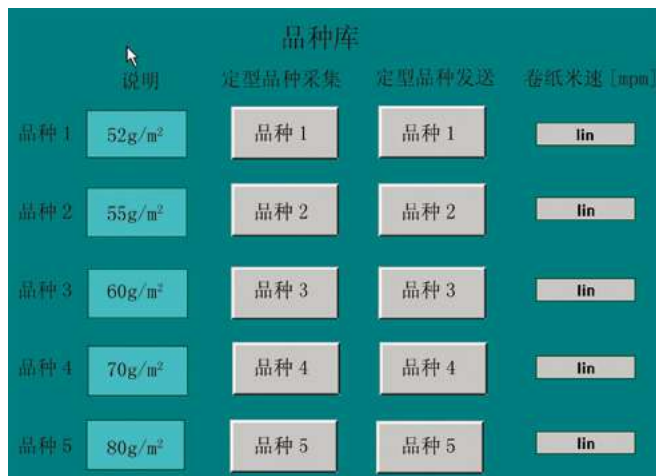 品种库
说明 定型品种采集 定型品种发送 卷纸米速 [mpm]
品种 1 52g/m² 品种 1 品种 1 lin
品种 2 55g/m² 品种 2 品种 2 lin
品种 3 60g/m² 品种 3 品种 3 lin
品种 4 70g/m² 品种 4 品种 4 lin
品种 5 80g/m² 品种 5 品种 5 lin